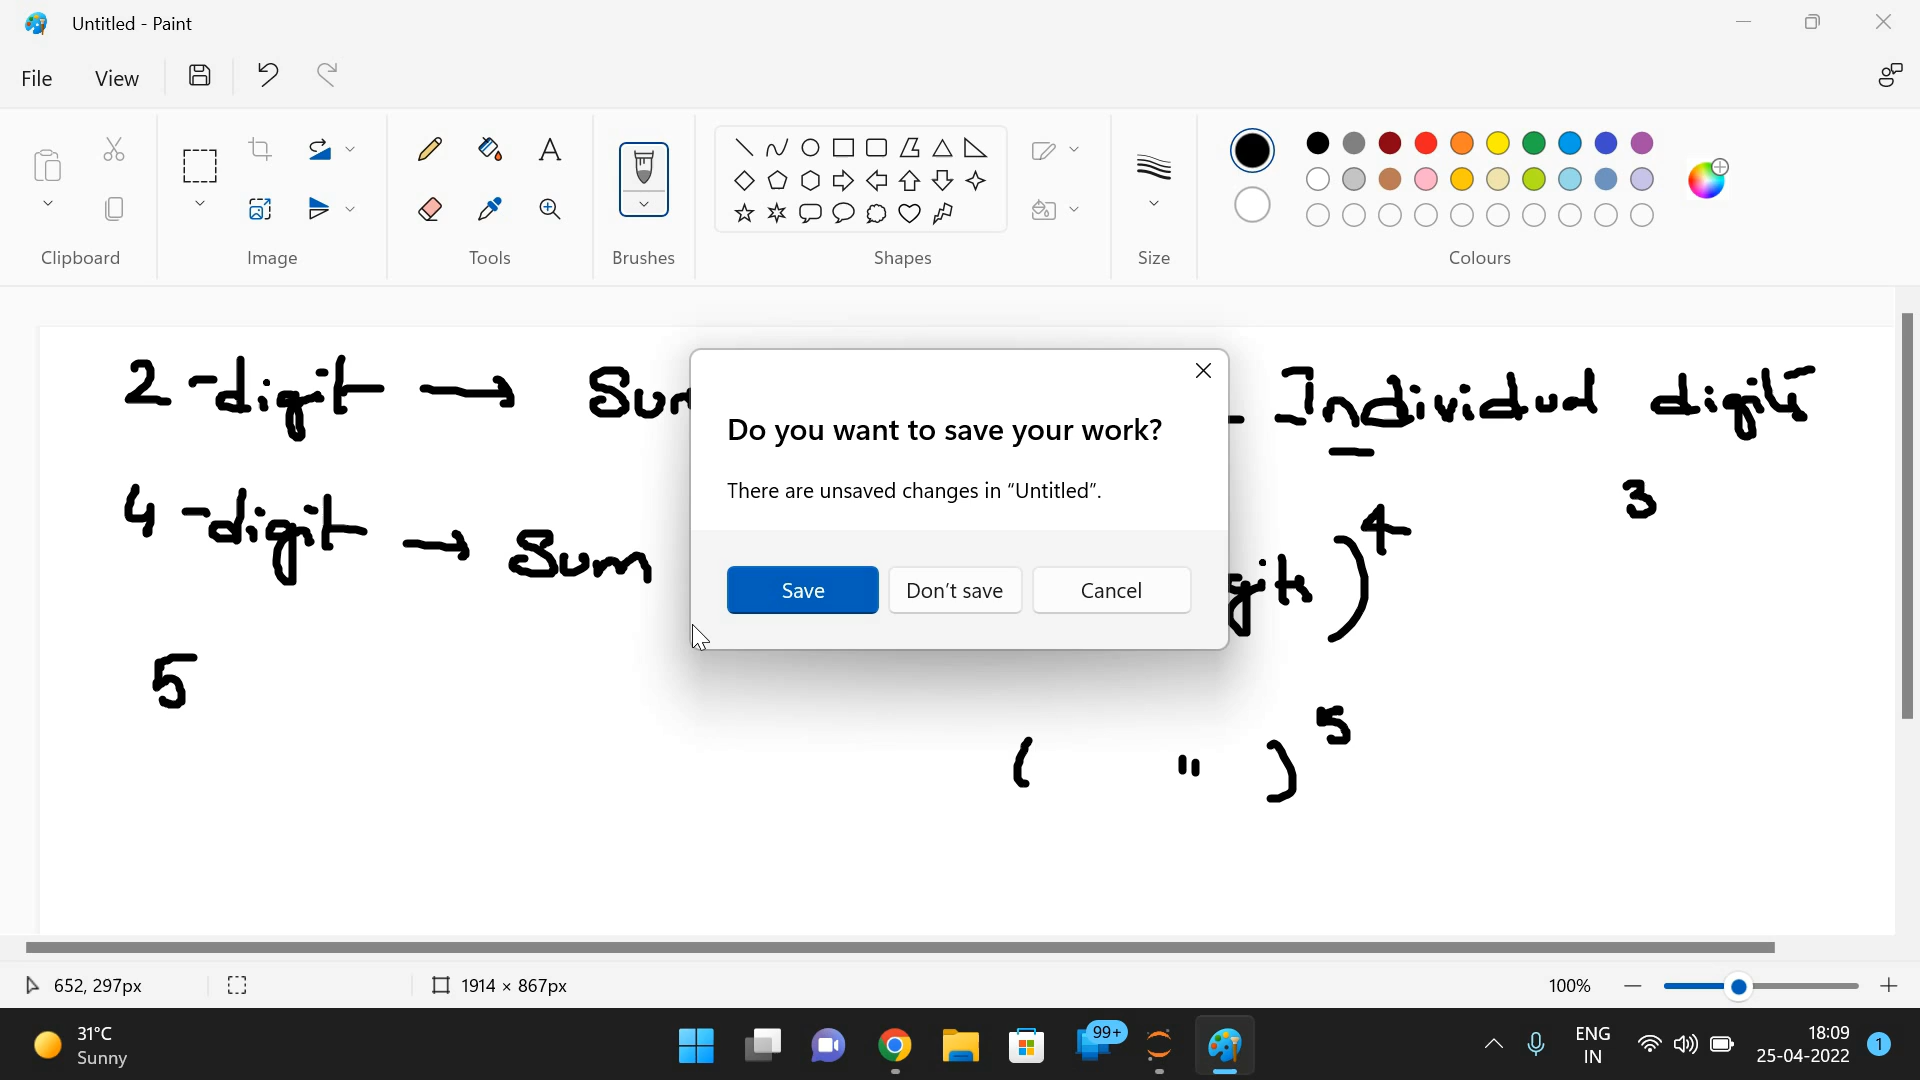 Untitled - Paint
File View
Clipboard Image Tools Brushes Shapes Size Colours
2 -digit → Sum
Individual digits
4 -digit → Sum
4
3
5
( " )5
Do you want to save your work?
There are unsaved changes in “Untitled”.
Save Don't save Cancel
652, 297px 1914 × 867px 100%
31°C
Sunny
99+
ENG
IN
18:09
25-04-2022
1